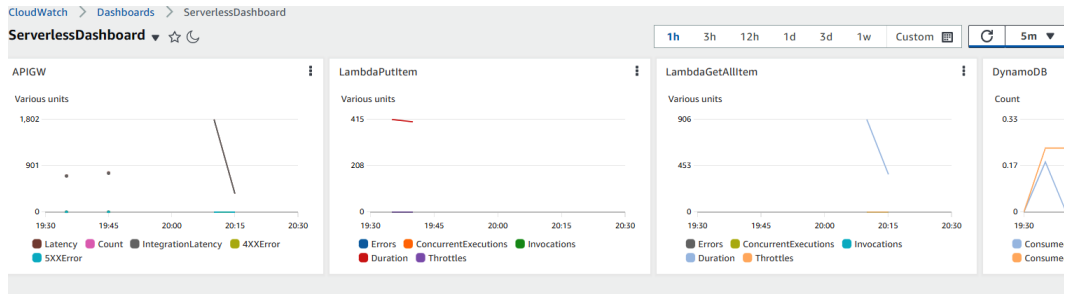 CloudWatch > Dashboards > ServerlessDashboard
ServerlessDashboard
1h 3h 12h 1d 3d 1w Custom 5m
APIGW
Various units
1,802
901
0
19:30 19:45 20:00 20:15 20:30
Latency Count IntegrationLatency 4XXError
5XXError
LambdaPutItem
Various units
415
208
0
19:30 19:45 20:00 20:15 20:30
Errors ConcurrentExecutions Invocations
Duration Throttles
LambdaGetAllItem
Various units
906
453
0
19:30 19:45 20:00 20:15 20:30
Errors ConcurrentExecutions Invocations
Duration Throttles
DynamoDB
Count
0.33
0.17
0
19:30
Consume
Consume